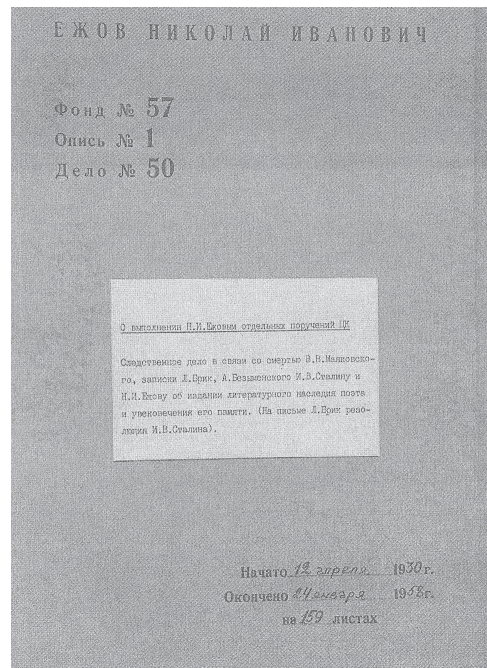 ЕЖОВ НИКОЛАЙ ИВАНОВИЧ
Фонд № 57
Опись № 1
Дело № 50
О выполнении Н.И.Ежовым отдельных поручений ЦК
Следственное дело в связи со смертью В.В.Маяковско-
го, записки Л.Брик, А.Безыменского И.В.Сталину и
Н.И.Ежову об издании литературного наследия поэта
и увековечения его памяти. (На письме Л.Брик резо-
люция И.В.Сталина).
Начато 12 апреля 1930 г.
Окончено 24 января 1958 г.
на 159 листах